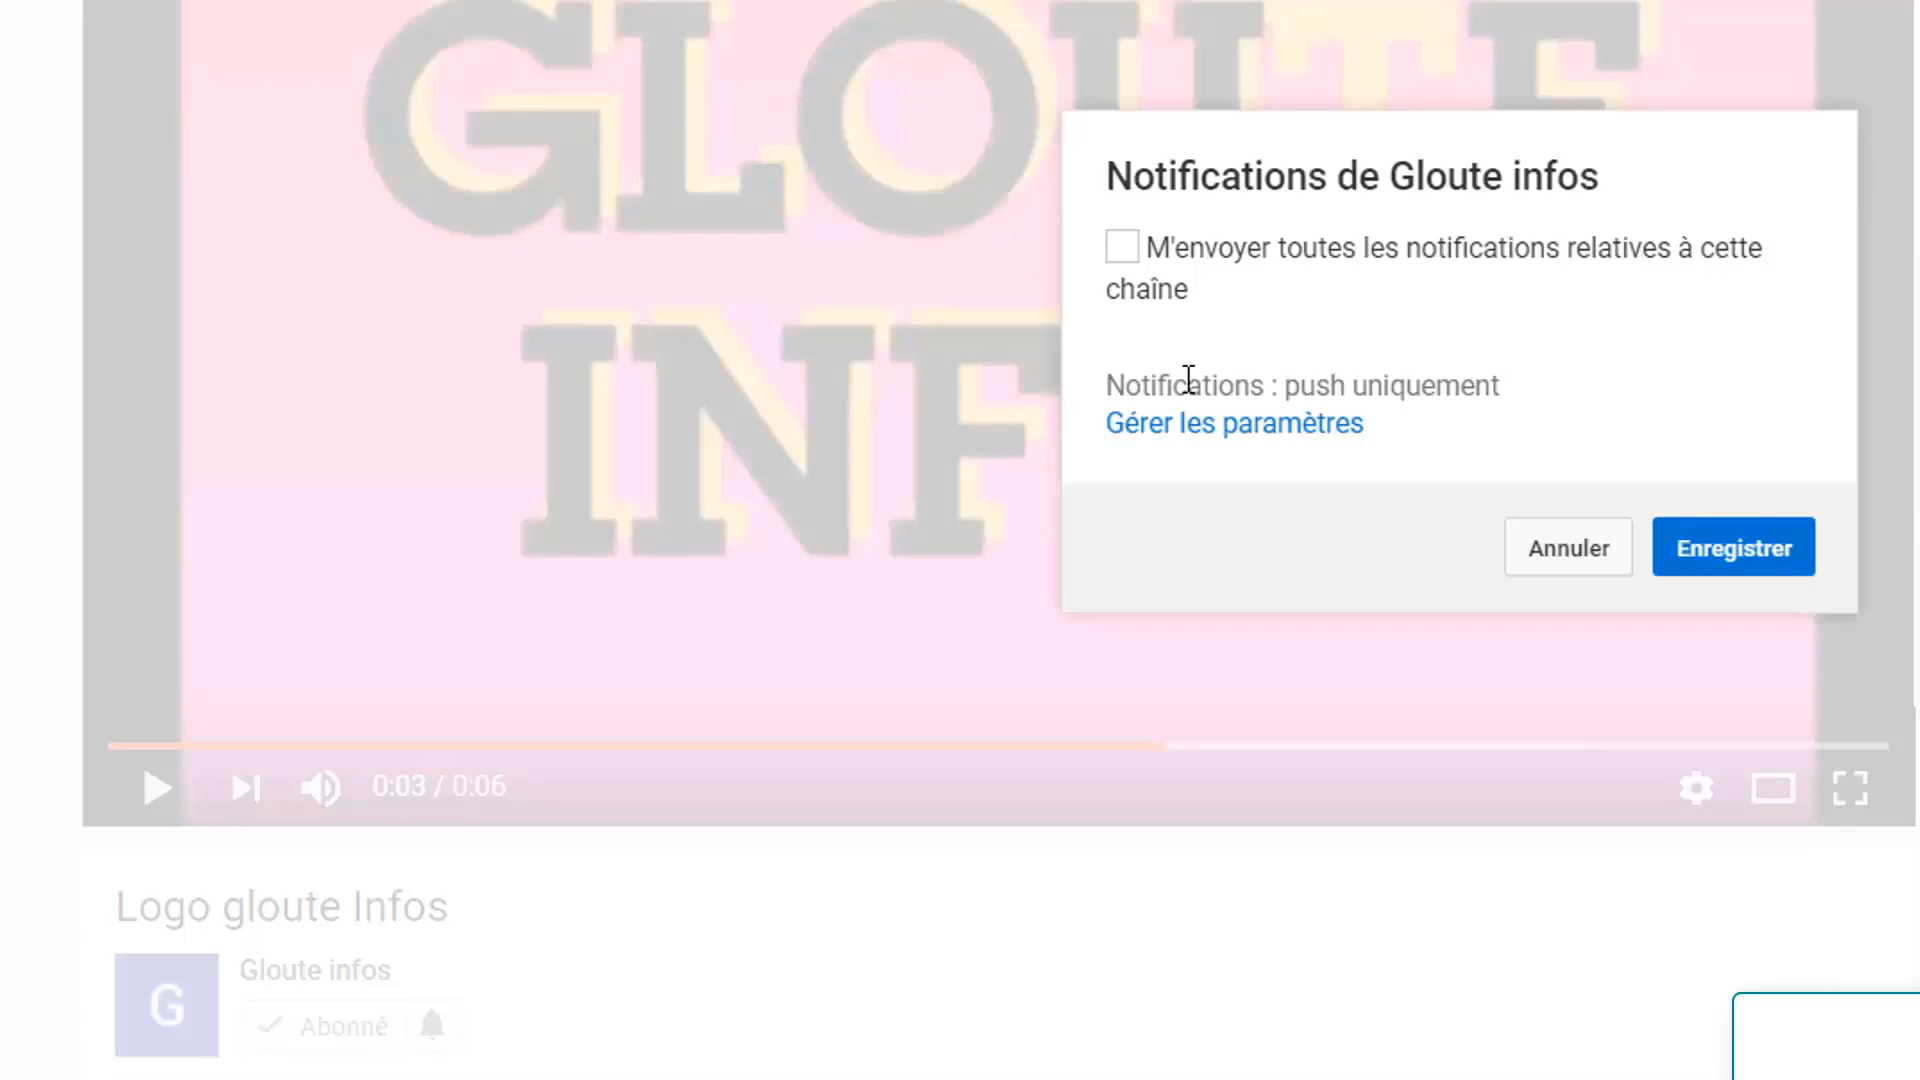 GLOUTE
INF
Notifications de Gloute infos
M'envoyer toutes les notifications relatives à cette
chaîne
Notifications : push uniquement
Gérer les paramètres
Annuler
Enregistrer
0:03 / 0:06
Logo gloute Infos
G
Gloute infos
Abonné